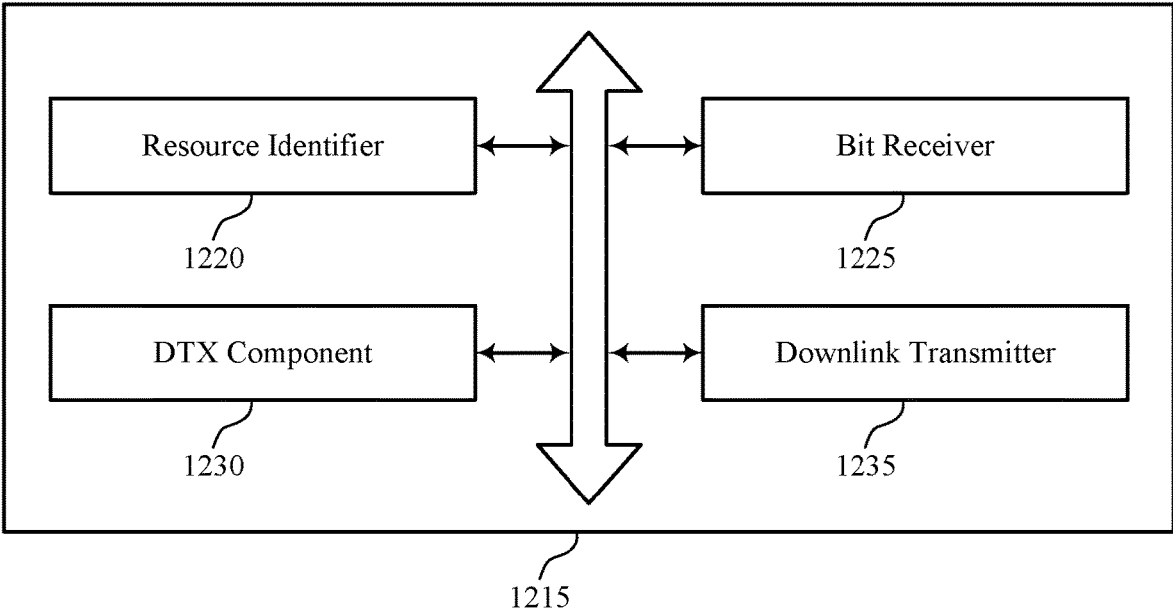 Resource Identifier
Bit Receiver
1220
1225
DTX Component
Downlink Transmitter
1230
1235
1215